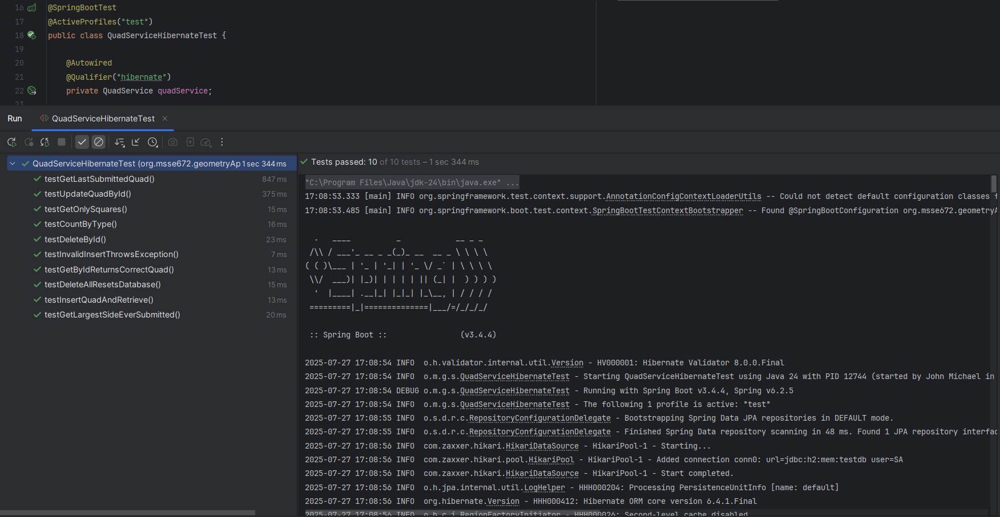 16 @SpringBootTest
17 @ActiveProfiles("test")
18 public class QuadServiceHibernateTest {
19
20 @Autowired
21 @Qualifier("hibernate")
22 private QuadService quadService;
23
Run QuadServiceHibernateTest
QuadServiceHibernateTest (org.msse672.geometryAp 1 sec 344 ms
testGetLastSubmittedQuad() 847 ms
testUpdateQuadById() 375 ms
testGetOnlySquares() 15 ms
testCountByType() 16 ms
testDeleteById() 23 ms
testInvalidInsertThrowsException() 7 ms
testGetByIdReturnsCorrectQuad() 13 ms
testDeleteAllResetsDatabase() 15 ms
testInsertQuadAndRetrieve() 13 ms
testGetLargestSideEverSubmitted() 20 ms
Tests passed: 10 of 10 tests – 1 sec 344 ms
"C:\Program Files\Java\jdk-24\bin\java.exe" ...
17:08:53.333 [main] INFO org.springframework.test.context.support.AnnotationConfigContextLoaderUtils -- Could not detect default configuration classes f
17:08:53.485 [main] INFO org.springframework.boot.test.context.SpringBootTestContextBootstrapper -- Found @SpringBootConfiguration org.msse672.geometryA
  .   ____          _            __ _ _
 /\\ / ___'_ __ _ _(_)_ __  __ _ \ \ \ \
( ( )\___ | '_ | '_| | '_ \/ _` | \ \ \ \
 \\/  ___)| |_)| | | | | || (_| |  ) ) ) )
  '  |____| .__|_| |_|_| |_\__, | / / / /
 =========|_|==============|___/=/_/_/_/
:: Spring Boot :: (v3.4.4)
2025-07-27 17:08:54 INFO o.h.validator.internal.util.Version - HV000001: Hibernate Validator 8.0.0.Final
2025-07-27 17:08:54 INFO o.m.g.s.QuadServiceHibernateTest - Starting QuadServiceHibernateTest using Java 24 with PID 12744 (started by John Michael in
2025-07-27 17:08:54 DEBUG o.m.g.s.QuadServiceHibernateTest - Running with Spring Boot v3.4.4, Spring v6.2.5
2025-07-27 17:08:54 INFO o.m.g.s.QuadServiceHibernateTest - The following 1 profile is active: "test"
2025-07-27 17:08:55 INFO o.s.d.r.c.RepositoryConfigurationDelegate - Bootstrapping Spring Data JPA repositories in DEFAULT mode.
2025-07-27 17:08:55 INFO o.s.d.r.c.RepositoryConfigurationDelegate - Finished Spring Data repository scanning in 48 ms. Found 1 JPA repository interfac
2025-07-27 17:08:56 INFO com.zaxxer.hikari.HikariDataSource - HikariPool-1 - Starting...
2025-07-27 17:08:56 INFO com.zaxxer.hikari.pool.HikariPool - HikariPool-1 - Added connection conn0: url=jdbc:h2:mem:testdb user=SA
2025-07-27 17:08:56 INFO com.zaxxer.hikari.HikariDataSource - HikariPool-1 - Start completed.
2025-07-27 17:08:56 INFO o.h.jpa.internal.util.LogHelper - HHH000204: Processing PersistenceUnitInfo [name: default]
2025-07-27 17:08:56 INFO org.hibernate.Version - HHH000412: Hibernate ORM core version 6.4.1.Final
2025-07-27 17:08:56 INFO o.h.c.i.RegionFactoryInitiator - HHH000026: Second-level cache disabled